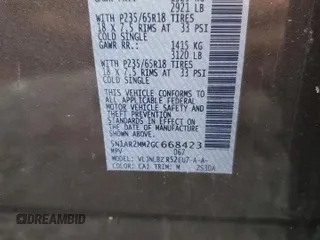 2921 LB
WITH P235/65R18 TIRES
18 X 7.5 RIMS AT 33 PSI
COLD SINGLE
GAWR RR.: 1415 KG
3120 LB
WITH P235/65R18 TIRES
18 X 7.5 RIMS AT 33 PSI
COLD SINGLE
THIS VEHICLE CONFORMS TO ALL
APPLICABLE FEDERAL MOTOR
VEHICLE SAFETY AND THEFT
PREVENTION STANDARDS IN
EFFECT ON THE DATE OF
MANUFACTURE SHOWN ABOVE.
5N1AR2MM2GC668423
MPV 067
MODEL:
COLOR: CAJ TRIM: W 2510A